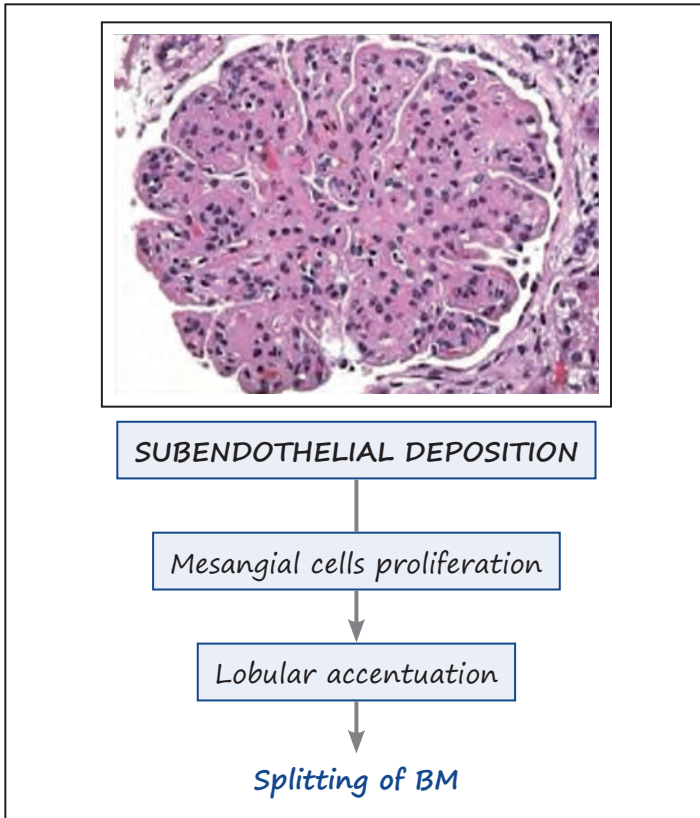 SUBENDOTHELIAL DEPOSITION
Mesangial cells proliferation
Lobular accentuation
Splitting of BM